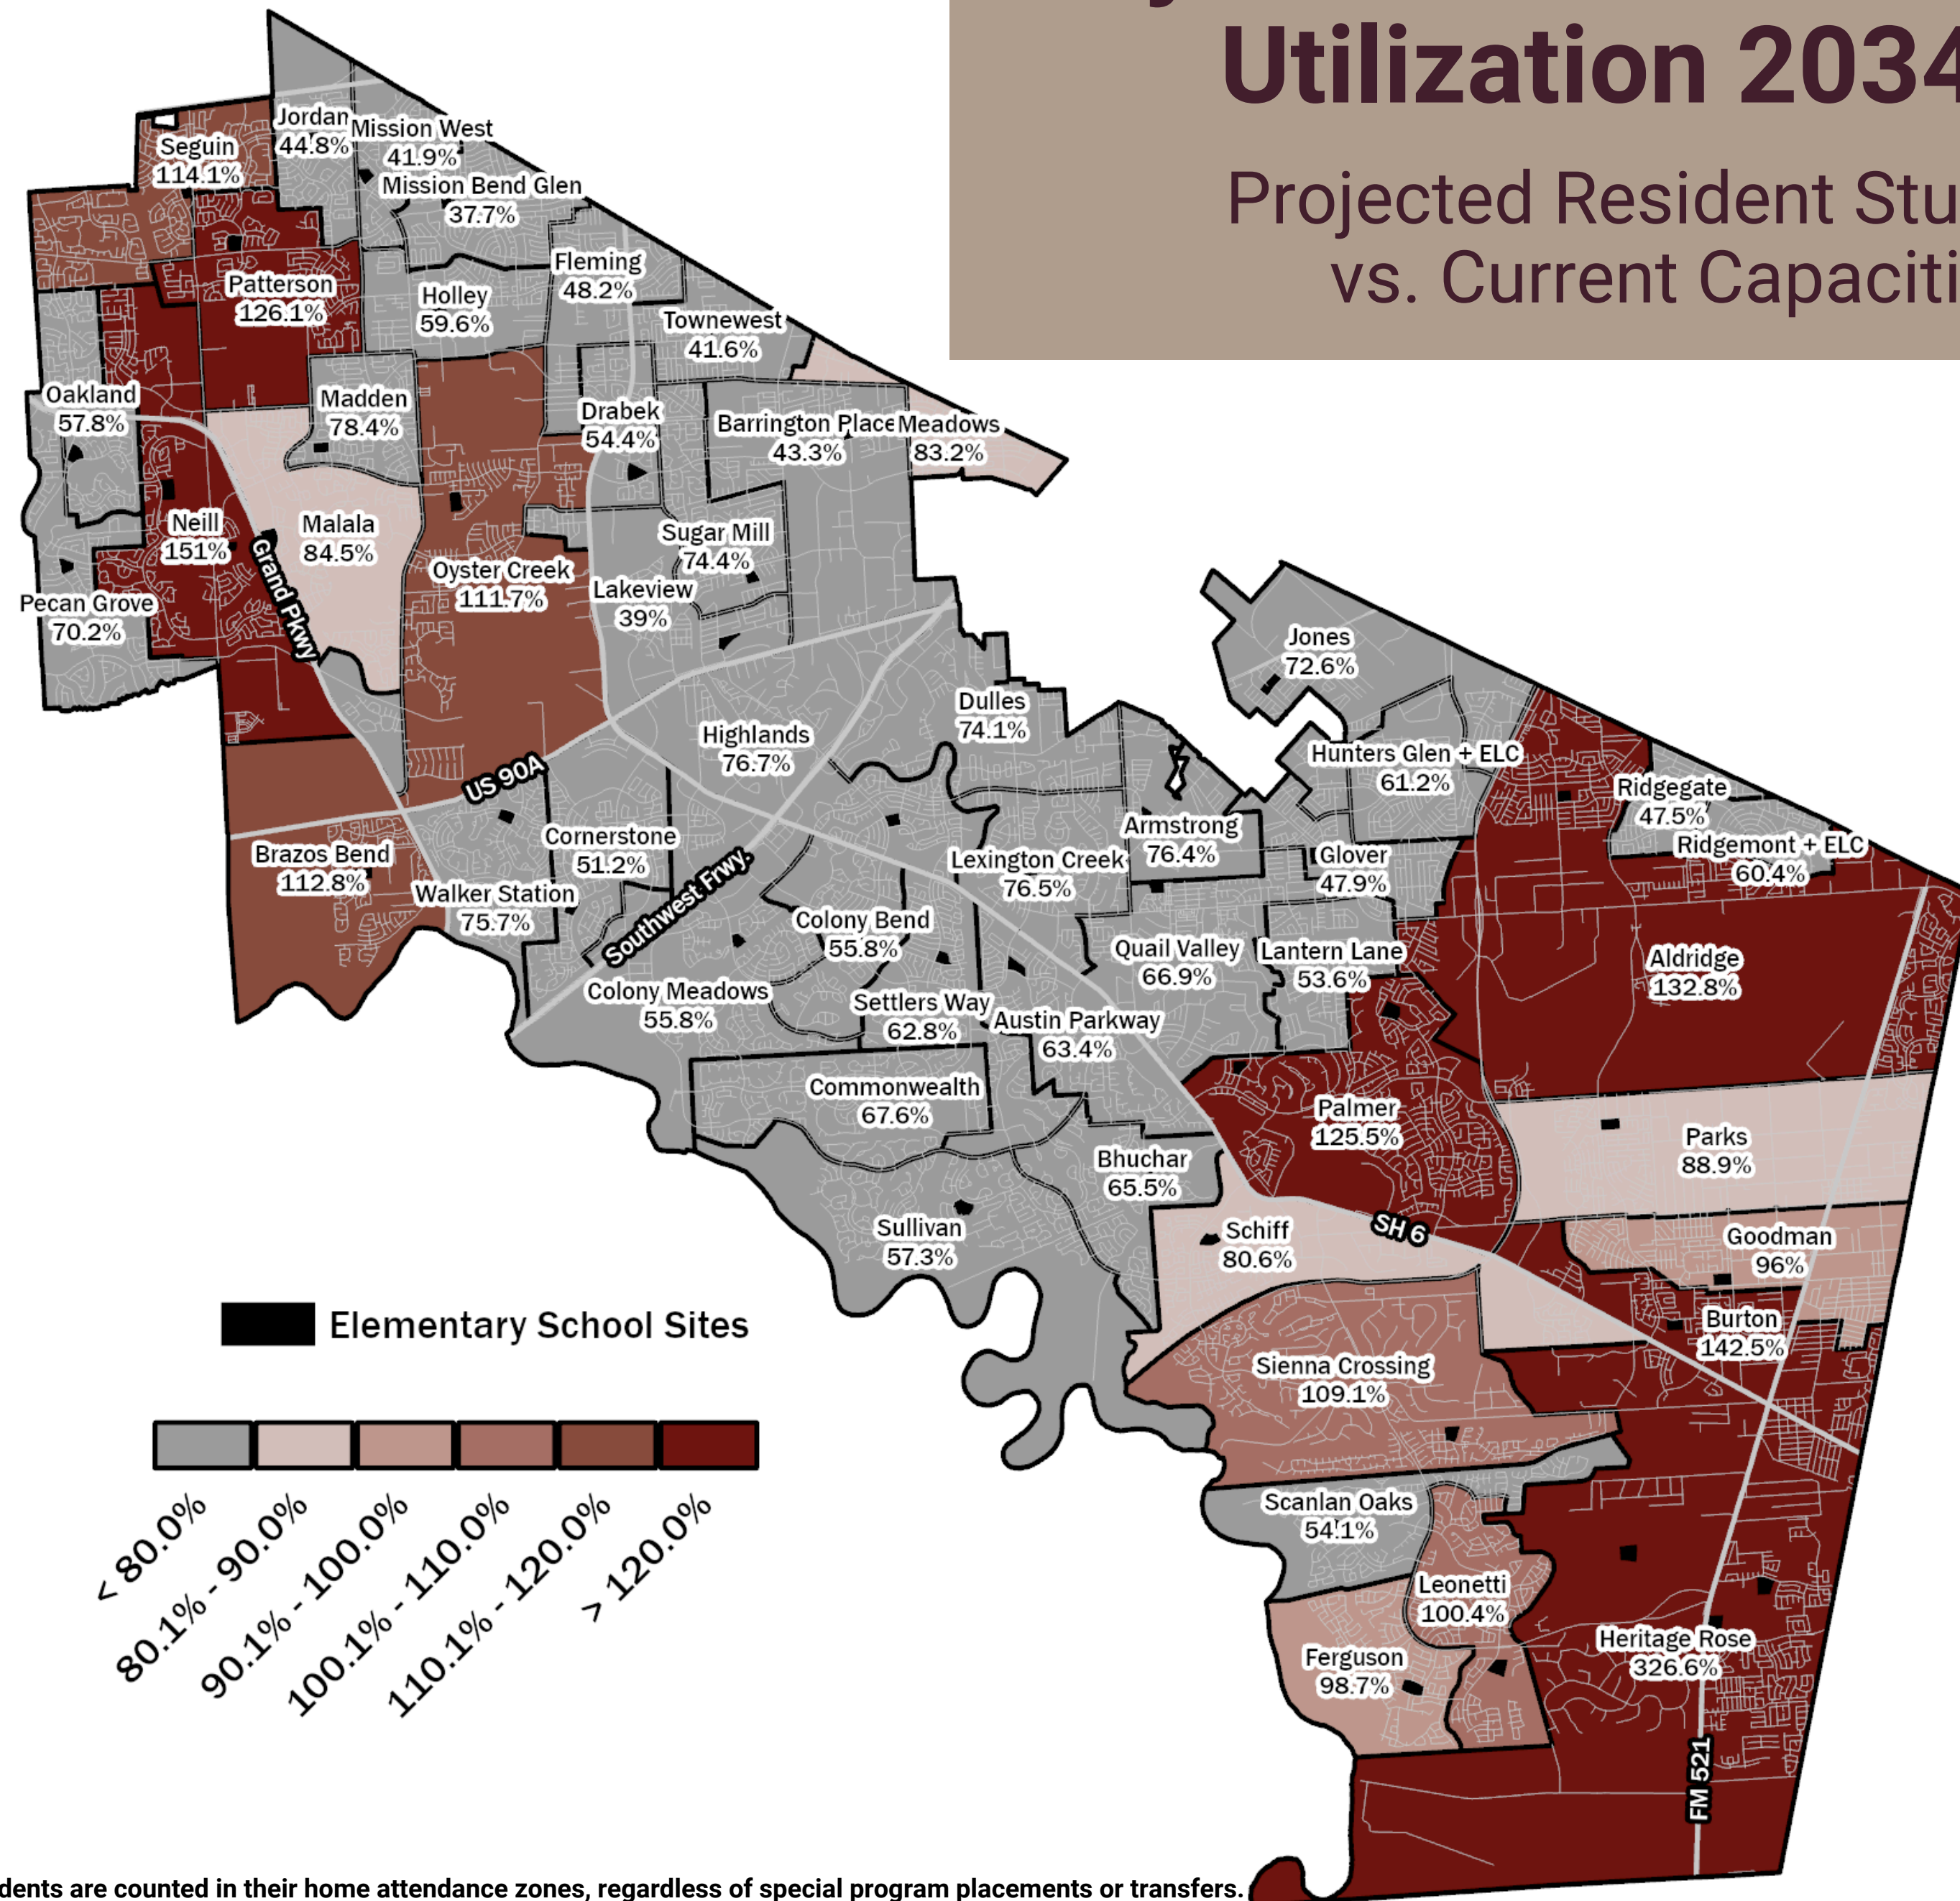 Utilization 2034
Projected Resident Stu
vs. Current Capaciti
Jordan
44.8%
Mission West
41.9%
Seguin
114.1%
Mission Bend Glen
37.7%
Fleming
48.2%
Patterson
126.1%
Holley
59.6%
Townewest
41.6%
Oakland
57.8%
Madden
78.4%
Drabek
54.4%
Barrington Place
43.3%
Meadows
83.2%
Neill
151%
Malala
84.5%
Sugar Mill
74.4%
Grand Pkwy
Oyster Creek
111.7%
Lakeview
39%
Pecan Grove
70.2%
Jones
72.6%
Dulles
74.1%
Highlands
76.7%
Hunters Glen + ELC
61.2%
US 90A
Ridgegate
47.5%
Cornerstone
51.2%
Armstrong
76.4%
Ridgemont + ELC
60.4%
Brazos Bend
112.8%
Lexington Creek
76.5%
Glover
47.9%
Walker Station
75.7%
Southwest Frwy.
Colony Bend
55.8%
Quail Valley
66.9%
Lantern Lane
53.6%
Aldridge
132.8%
Colony Meadows
55.8%
Settlers Way
62.8%
Austin Parkway
63.4%
Commonwealth
67.6%
Palmer
125.5%
Parks
88.9%
Bhuchar
65.5%
Sullivan
57.3%
Schiff
80.6%
SH 6
Goodman
96%
Burton
142.5%
Elementary School Sites
Sienna Crossing
109.1%
Scanlan Oaks
54.1%
< 80.0%
80.1% - 90.0%
90.1% - 100.0%
100.1% - 110.0%
110.1% - 120.0%
> 120.0%
Leonetti
100.4%
Heritage Rose
326.6%
Ferguson
98.7%
FM 521
dents are counted in their home attendance zones, regardless of special program placements or transfers.